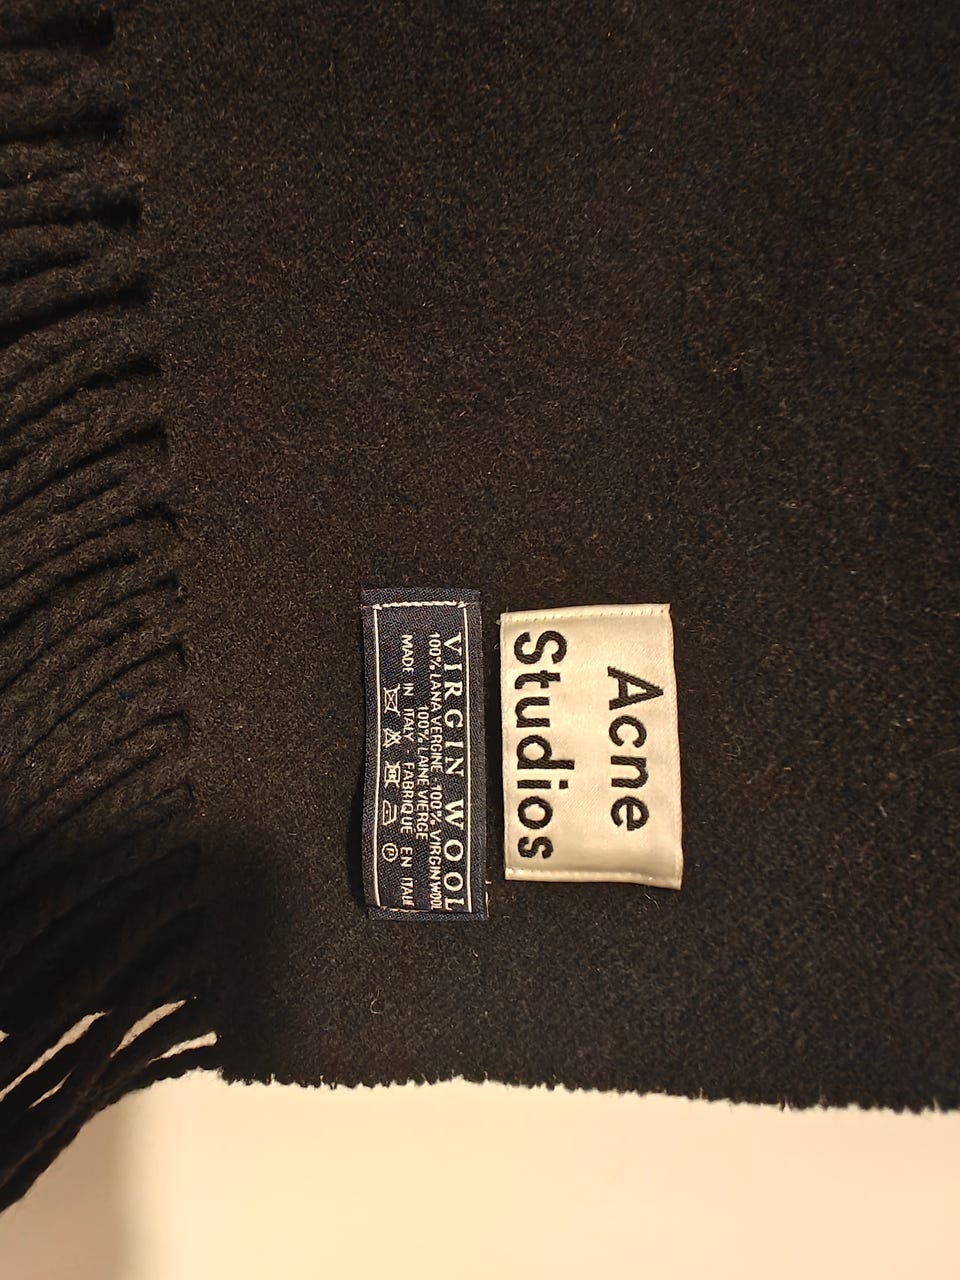 Acne
Studios
VIRGIN WOOL
100% LANA VERGINE - 100% VIRGIN WOOL
100% LAINE VIERGE
MADE IN ITALY - FABRIQUE EN ITALIE
P